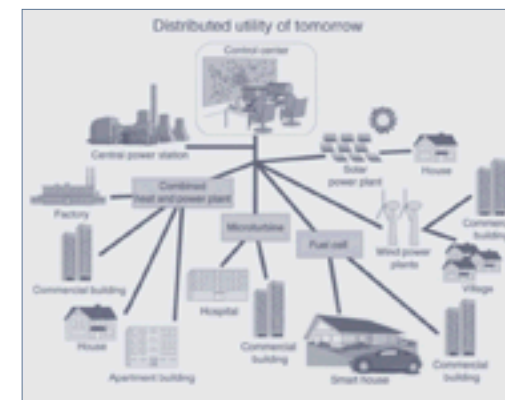 Distributed utility of tomorrow
Control center
Central power station
Solar
power plant
House
Combined
heat and power plant
Factory
Microturbine
Fuel cell
Wind power
plants
Commercial
building
Commercial building
Village
Hospital
House
Commercial
building
Apartment building
Smart house
Commercial
building